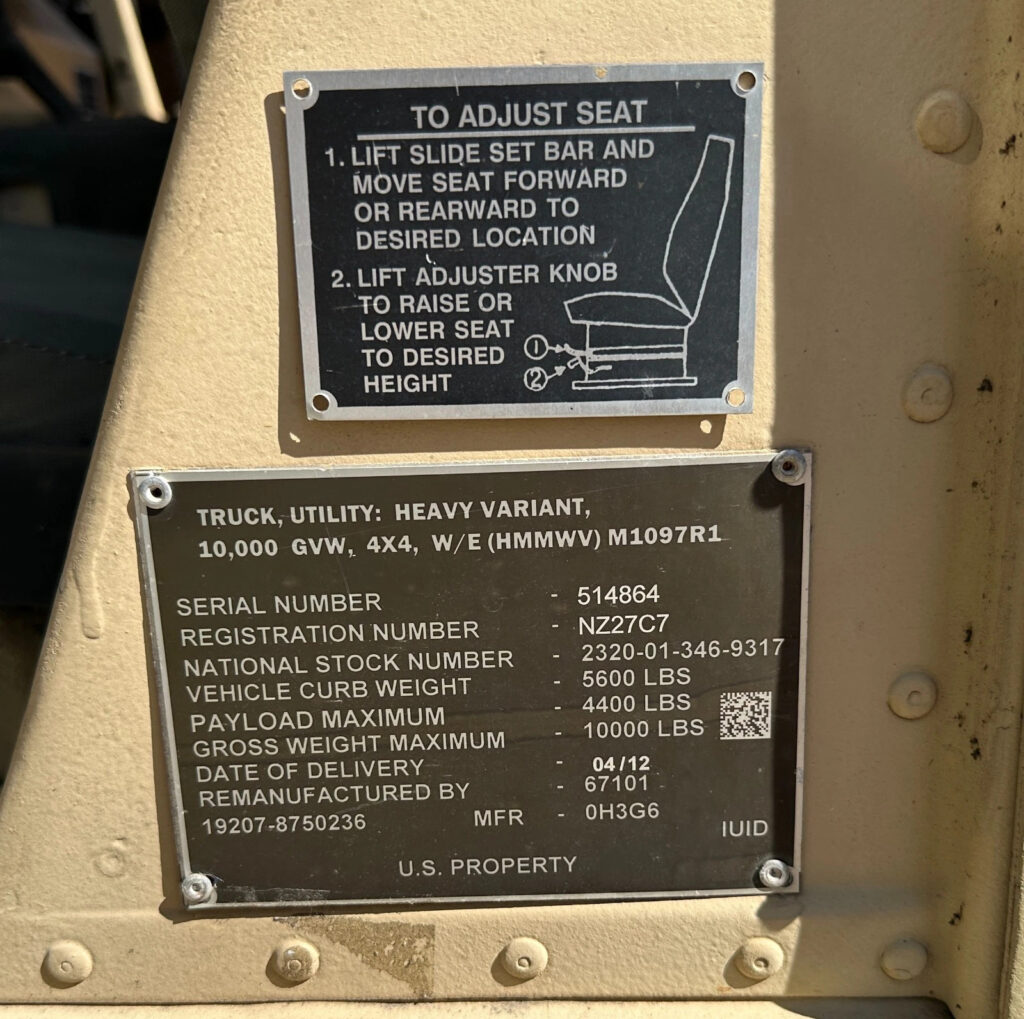 TO ADJUST SEAT
1. LIFT SLIDE SET BAR AND
MOVE SEAT FORWARD
OR REARWARD TO
DESIRED LOCATION
2. LIFT ADJUSTER KNOB
TO RAISE OR
LOWER SEAT
TO DESIRED
HEIGHT
1
2
TRUCK, UTILITY: HEAVY VARIANT,
10,000 GVW, 4X4, W/E (HMMWV) M1097R1
SERIAL NUMBER - 514864
REGISTRATION NUMBER - NZ27C7
NATIONAL STOCK NUMBER - 2320-01-346-9317
VEHICLE CURB WEIGHT - 5600 LBS
PAYLOAD MAXIMUM - 4400 LBS
GROSS WEIGHT MAXIMUM - 10000 LBS
DATE OF DELIVERY - 04/12
REMANUFACTURED BY - 67101
19207-8750236 MFR - 0H3G6
IUID
U.S. PROPERTY